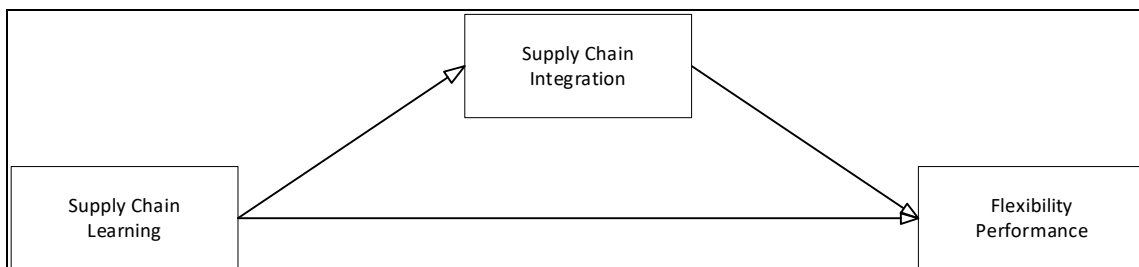 Supply Chain
Integration
Supply Chain
Learning
Flexibility
Performance